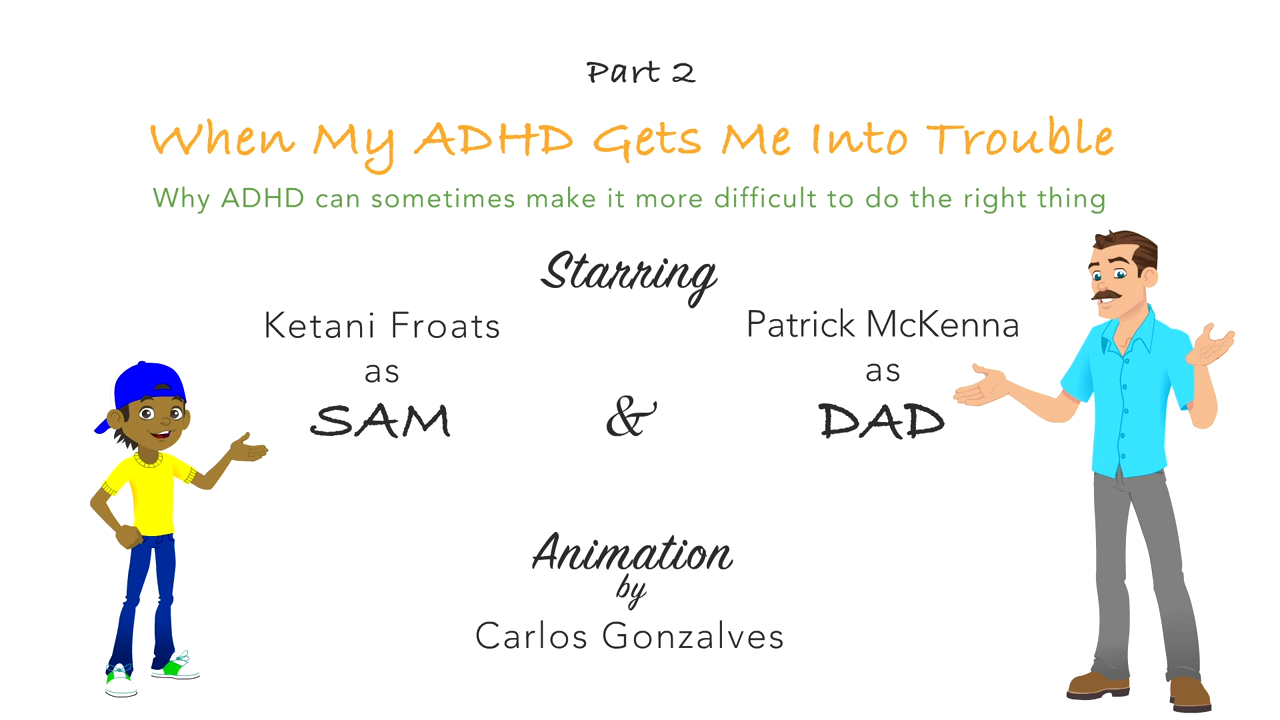 Part 2
When My ADHD Gets Me Into Trouble
Why ADHD can sometimes make it more difficult to do the right thing
Starring
Ketani Froats
as
SAM
&
Patrick McKenna
as
DAD
Animation
by
Carlos Gonzalves